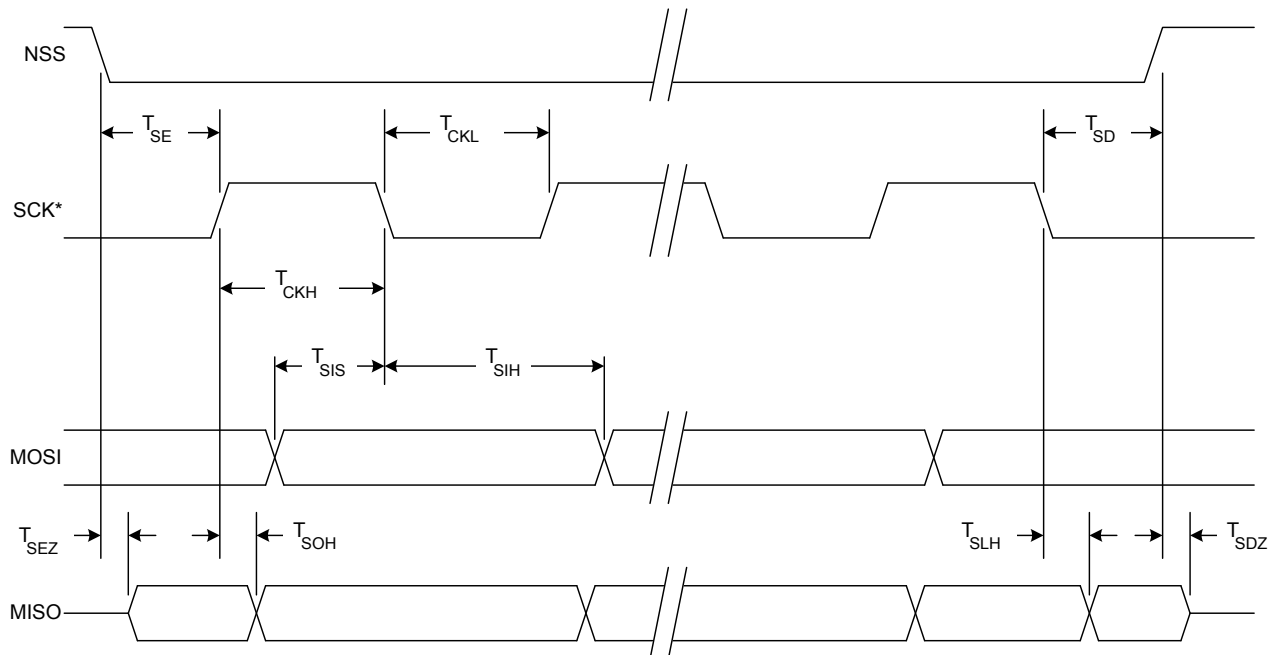 NSS
T_SE
T_CKL
T_SD
SCK*
T_CKH
T_SIS
T_SIH
MOSI
T_SEZ
T_SOH
T_SLH
T_SDZ
MISO